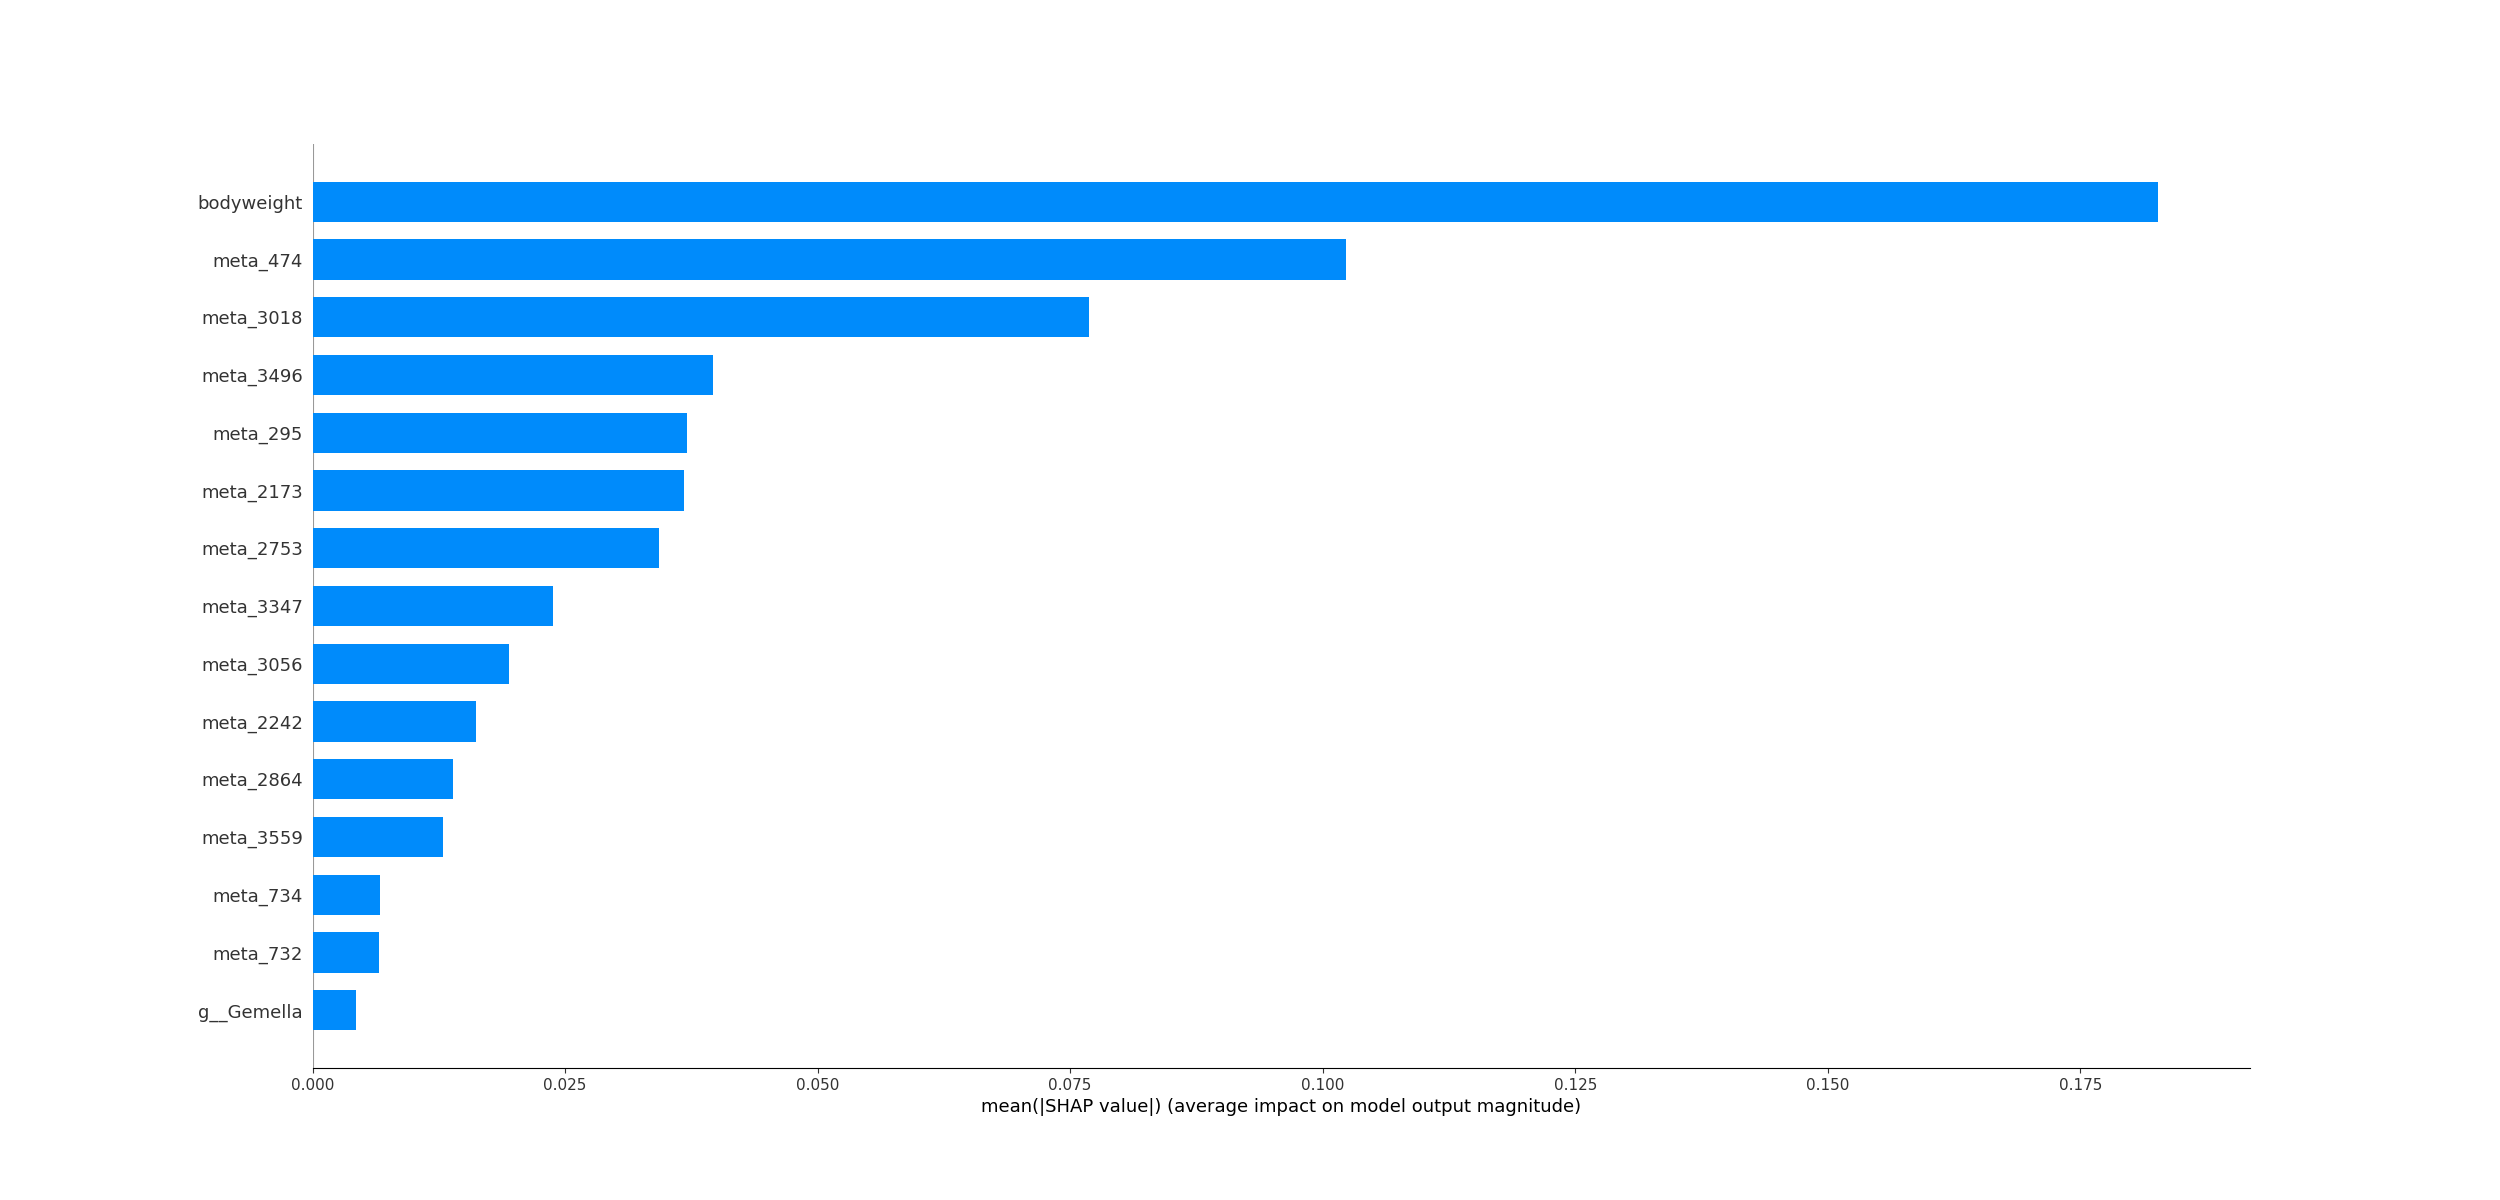 bodyweight
meta_474
meta_3018
meta_3496
meta_295
meta_2173
meta_2753
meta_3347
meta_3056
meta_2242
meta_2864
meta_3559
meta_734
meta_732
g__Gemella
0.000 0.025 0.050 0.075 0.100 0.125 0.150 0.175
mean(|SHAP value|) (average impact on model output magnitude)